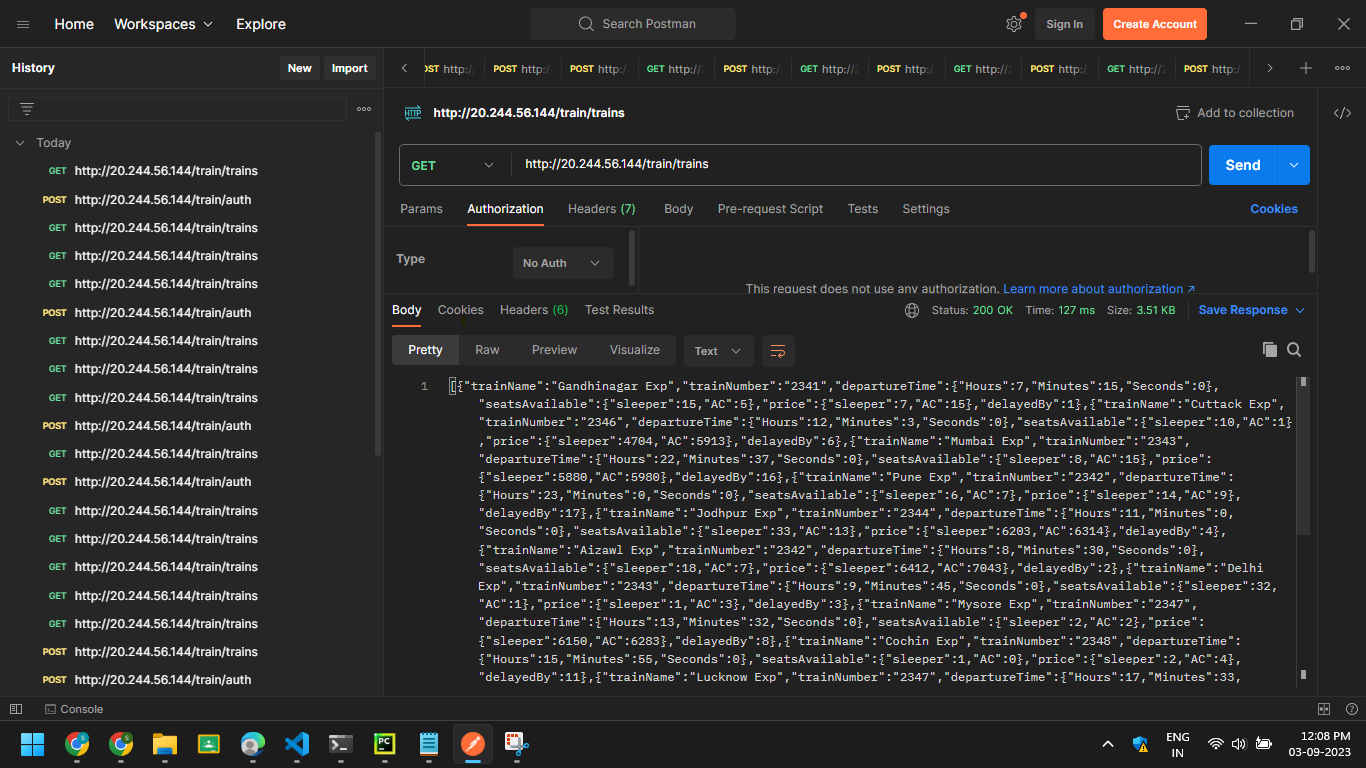 Home Workspaces Explore Search Postman Sign In Create Account
History New Import
OST http: POST http: POST http: GET http:// POST http: GET http:// POST http: GET http:// POST http: GET http:// POST http:
HTTP http://20.244.56.144/train/trains Add to collection
Today
GET http://20.244.56.144/train/trains
POST http://20.244.56.144/train/auth
GET http://20.244.56.144/train/trains
GET http://20.244.56.144/train/trains
GET http://20.244.56.144/train/trains
POST http://20.244.56.144/train/auth
GET http://20.244.56.144/train/trains
GET http://20.244.56.144/train/trains
GET http://20.244.56.144/train/trains
POST http://20.244.56.144/train/auth
GET http://20.244.56.144/train/trains
POST http://20.244.56.144/train/auth
GET http://20.244.56.144/train/trains
GET http://20.244.56.144/train/trains
GET http://20.244.56.144/train/trains
GET http://20.244.56.144/train/trains
GET http://20.244.56.144/train/trains
POST http://20.244.56.144/train/trains
POST http://20.244.56.144/train/auth
GET http://20.244.56.144/train/trains Send
Params Authorization Headers (7) Body Pre-request Script Tests Settings Cookies
Type No Auth
This request does not use any authorization. Learn more about authorization ↗
Body Cookies Headers (6) Test Results Status: 200 OK Time: 127 ms Size: 3.51 KB Save Response
Pretty Raw Preview Visualize Text
1 [{"trainName":"Gandhinagar Exp","trainNumber":"2341","departureTime":{"Hours":7,"Minutes":15,"Seconds":0},
"seatsAvailable":{"sleeper":15,"AC":5},"price":{"sleeper":7,"AC":15},"delayedBy":1},{"trainName":"Cuttack Exp",
"trainNumber":"2346","departureTime":{"Hours":12,"Minutes":3,"Seconds":0},"seatsAvailable":{"sleeper":10,"AC":1}
,"price":{"sleeper":4704,"AC":5913},"delayedBy":6},{"trainName":"Mumbai Exp","trainNumber":"2343",
"departureTime":{"Hours":22,"Minutes":37,"Seconds":0},"seatsAvailable":{"sleeper":8,"AC":15},"price":
{"sleeper":5880,"AC":5980},"delayedBy":16},{"trainName":"Pune Exp","trainNumber":"2342","departureTime":
{"Hours":23,"Minutes":0,"Seconds":0},"seatsAvailable":{"sleeper":6,"AC":7},"price":{"sleeper":14,"AC":9},
"delayedBy":17},{"trainName":"Jodhpur Exp","trainNumber":"2344","departureTime":{"Hours":11,"Minutes":0,
"Seconds":0},"seatsAvailable":{"sleeper":33,"AC":13},"price":{"sleeper":6203,"AC":6314},"delayedBy":4},
{"trainName":"Aizawl Exp","trainNumber":"2342","departureTime":{"Hours":8,"Minutes":30,"Seconds":0},
"seatsAvailable":{"sleeper":18,"AC":7},"price":{"sleeper":6412,"AC":7043},"delayedBy":2},{"trainName":"Delhi
Exp","trainNumber":"2343","departureTime":{"Hours":9,"Minutes":45,"Seconds":0},"seatsAvailable":{"sleeper":32,
"AC":1},"price":{"sleeper":1,"AC":3},"delayedBy":3},{"trainName":"Mysore Exp","trainNumber":"2347",
"departureTime":{"Hours":13,"Minutes":32,"Seconds":0},"seatsAvailable":{"sleeper":2,"AC":2},"price":
{"sleeper":6150,"AC":6283},"delayedBy":8},{"trainName":"Cochin Exp","trainNumber":"2348","departureTime":
{"Hours":15,"Minutes":55,"Seconds":0},"seatsAvailable":{"sleeper":1,"AC":0},"price":{"sleeper":2,"AC":4},
"delayedBy":11},{"trainName":"Lucknow Exp","trainNumber":"2347","departureTime":{"Hours":17,"Minutes":33,
Console
ENG 12:08 PM
IN 03-09-2023